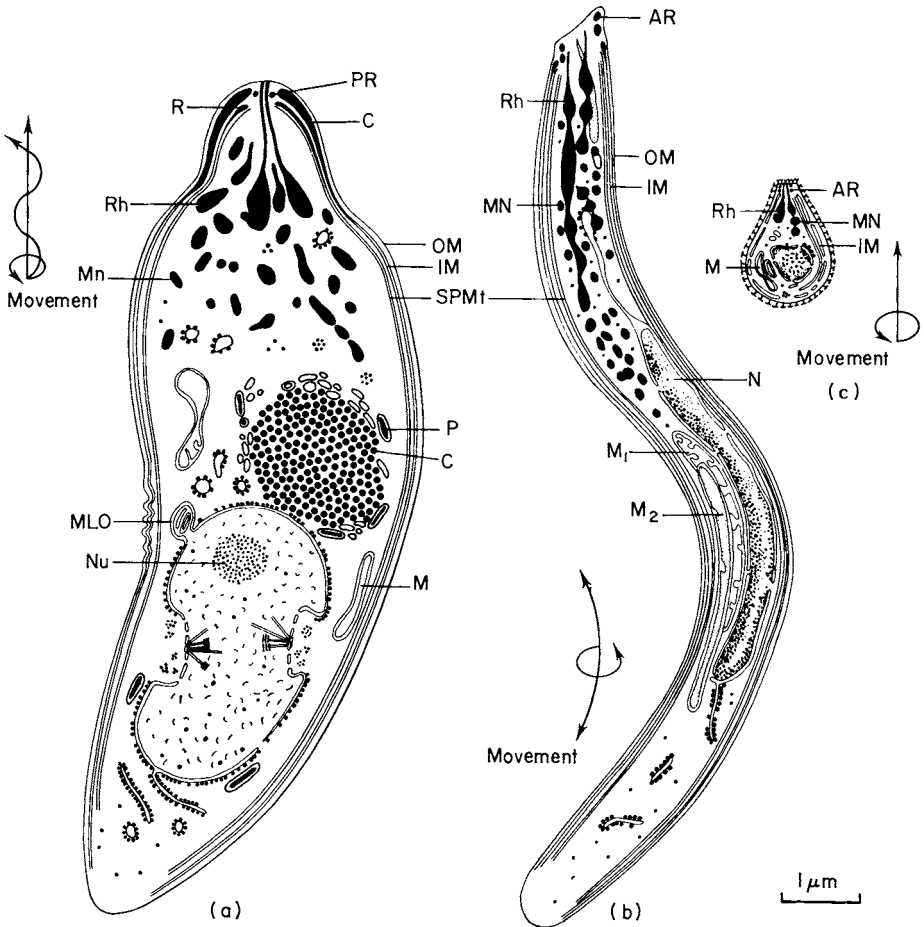 PR
R
C
Rh
OM
IM
Mn
SPMt
Movement
P
C
MLO
Nu
M
(a)
AR
Rh
OM
IM
MN
N
M1
M2
Movement
(b)
AR
Rh
MN
IM
M
Movement
(c)
1 μm